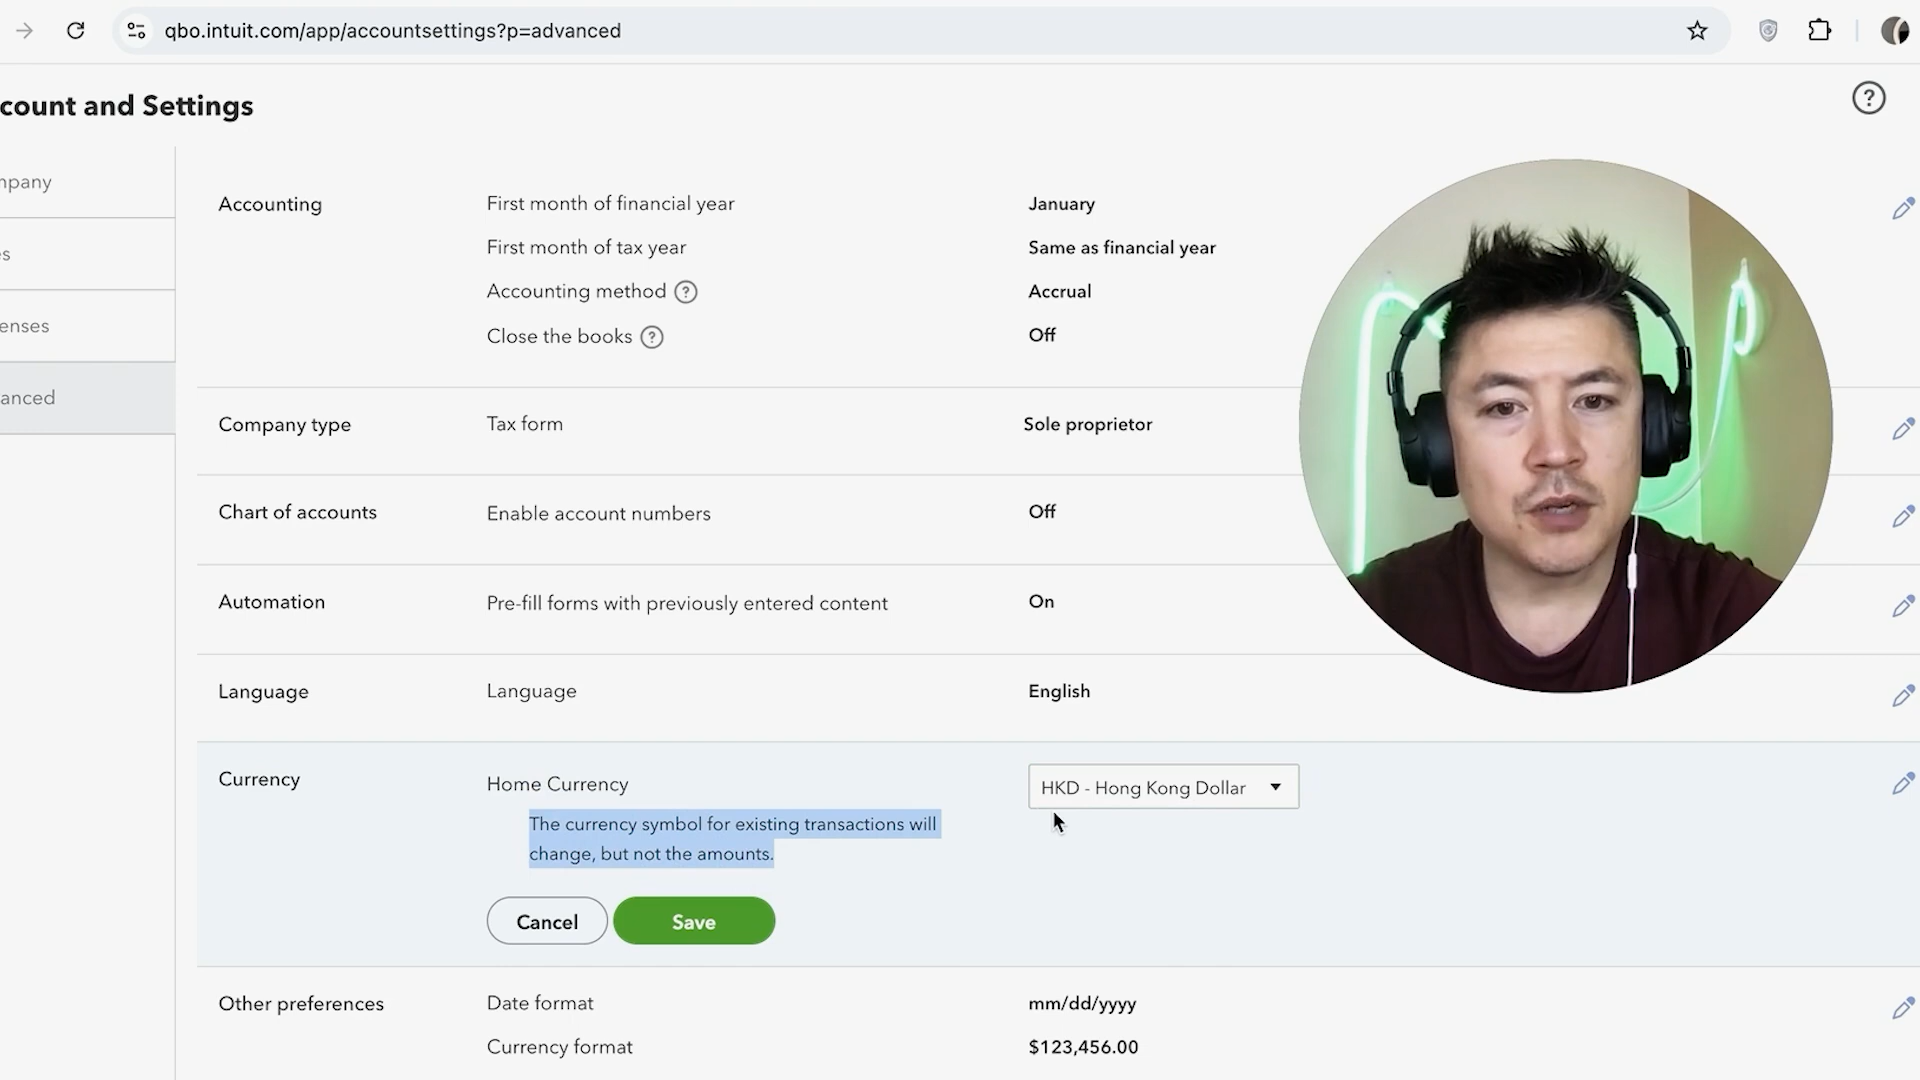 qbo.intuit.com/app/accountsettings?p=advanced
count and Settings
mpany
s
enses
anced
Accounting
First month of financial year
January
First month of tax year
Same as financial year
Accounting method
Accrual
Close the books
Off
Company type
Tax form
Sole proprietor
Chart of accounts
Enable account numbers
Off
Automation
Pre-fill forms with previously entered content
On
Language
Language
English
Currency
Home Currency
HKD - Hong Kong Dollar
The currency symbol for existing transactions will
change, but not the amounts.
Cancel
Save
Other preferences
Date format
mm/dd/yyyy
Currency format
$123,456.00